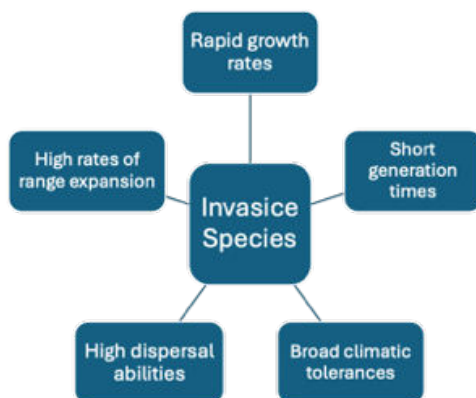 Rapid growth
rates
High rates of
range expansion
Short
generation
times
Invasice
Species
High dispersal
abilities
Broad climatic
tolerances